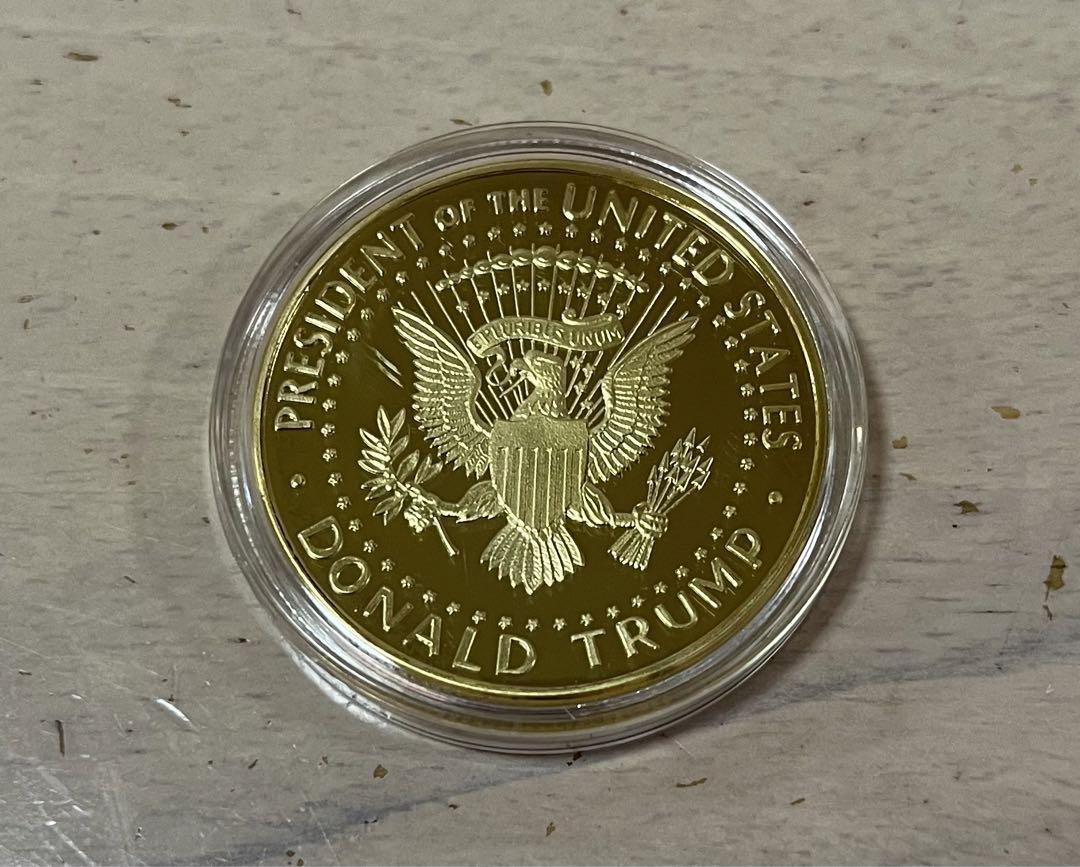 PRESIDENT OF THE UNITED STATES
E PLURIBUS UNUM
DONALD TRUMP